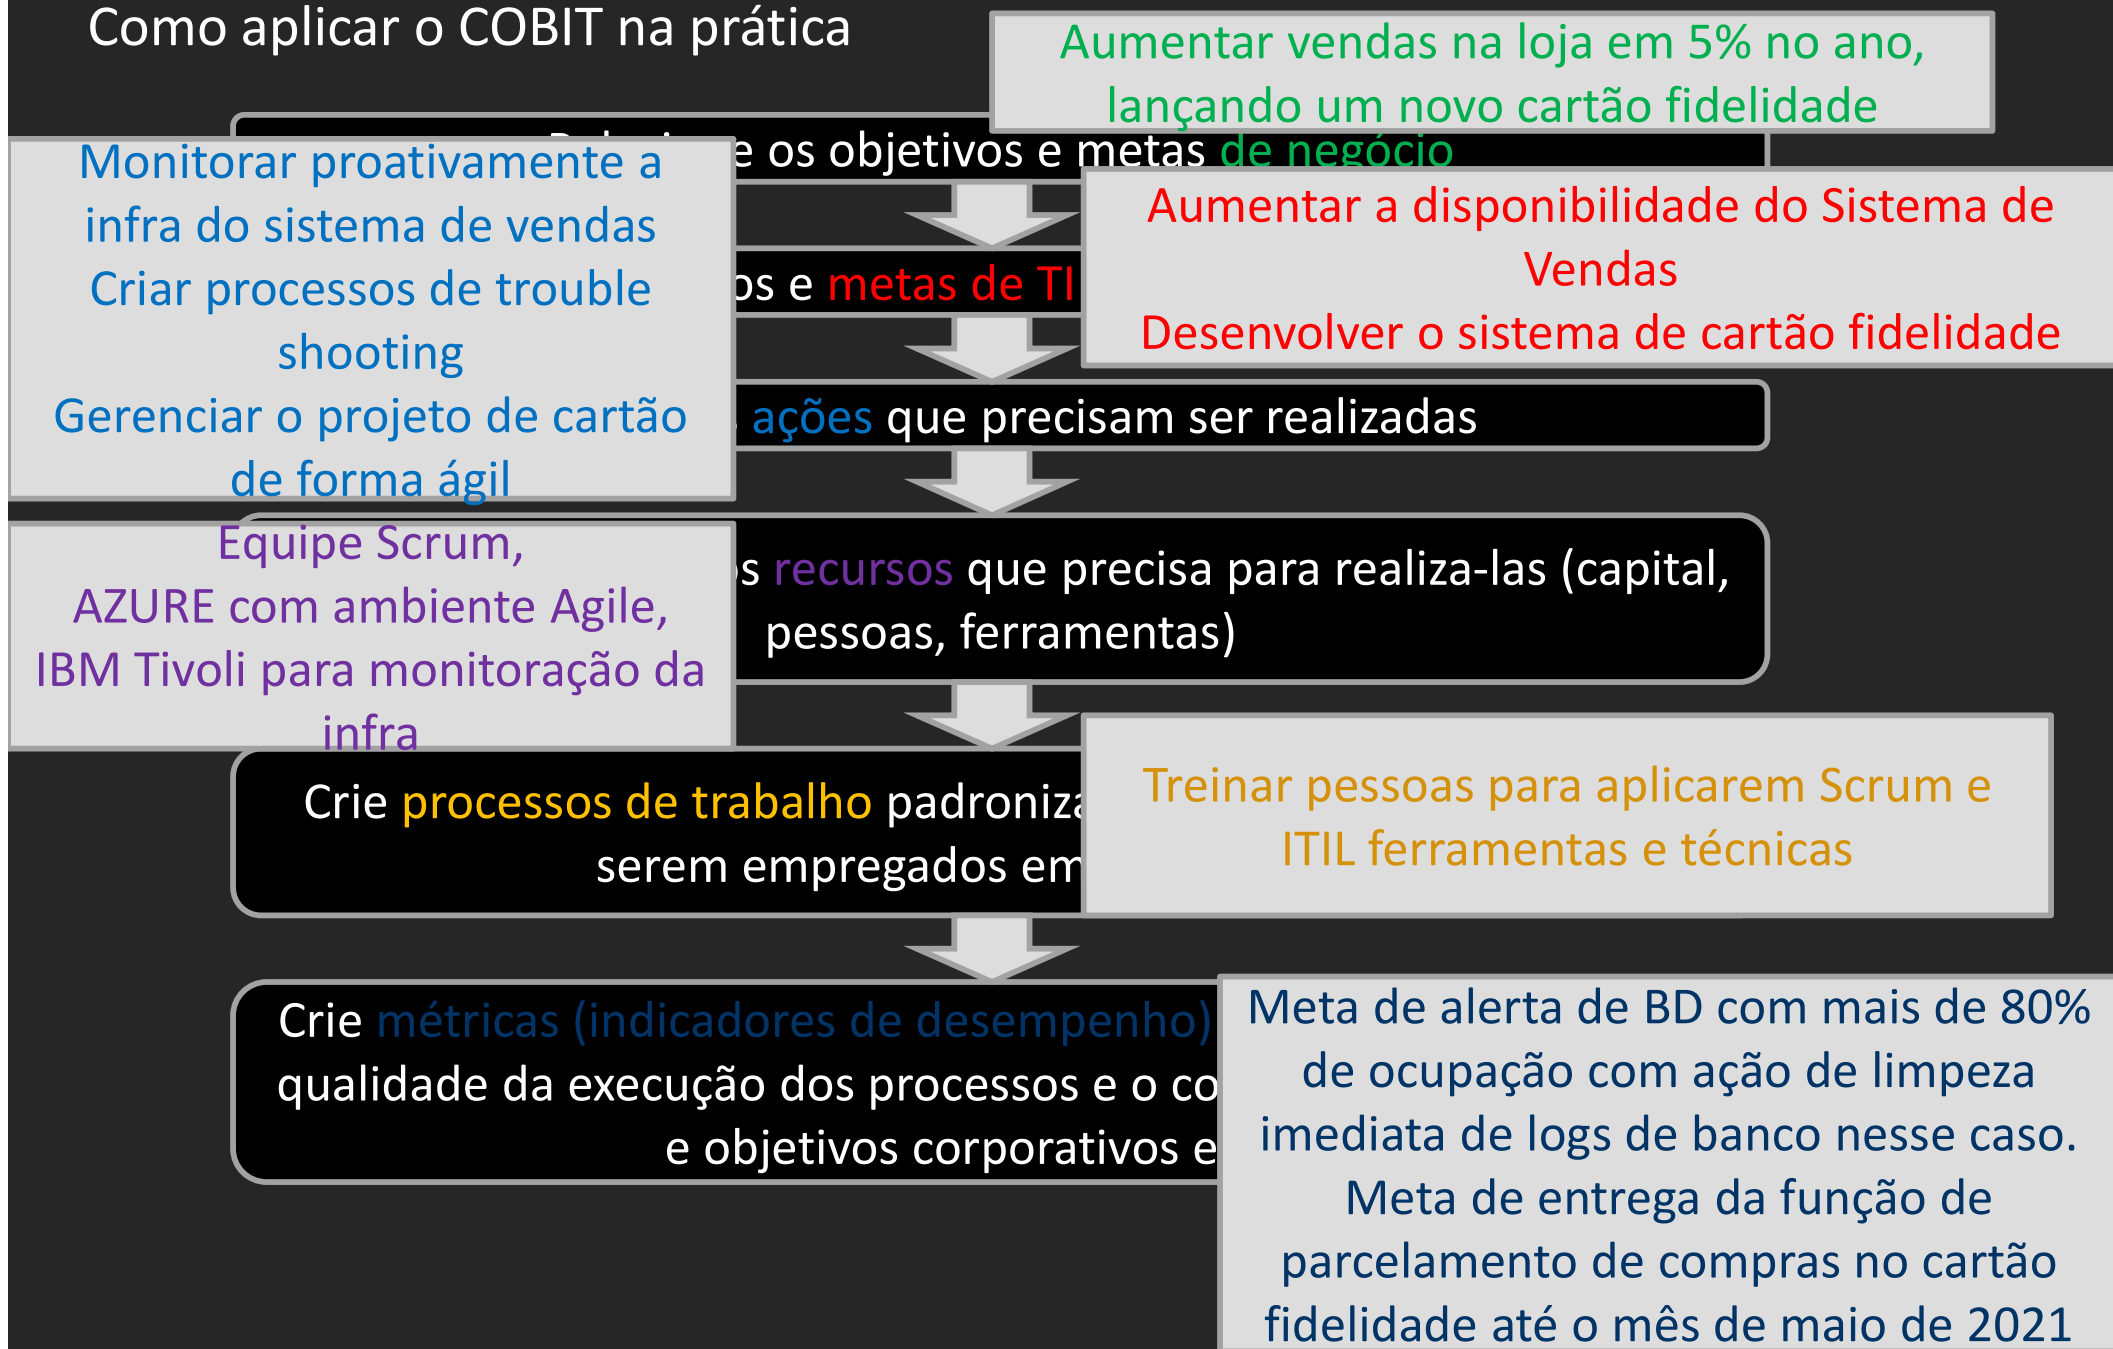 Como aplicar o COBIT na prática
Aumentar vendas na loja em 5% no ano,
lançando um novo cartão fidelidade
e os objetivos e metas de negócio
Monitorar proativamente a
infra do sistema de vendas
Criar processos de trouble
shooting
Gerenciar o projeto de cartão
de forma ágil
Aumentar a disponibilidade do Sistema de
Vendas
Desenvolver o sistema de cartão fidelidade
os e metas de TI
ações que precisam ser realizadas
Equipe Scrum,
AZURE com ambiente Agile,
IBM Tivoli para monitoração da
infra
os recursos que precisa para realiza-las (capital,
pessoas, ferramentas)
Crie processos de trabalho padroniza
serem empregados em
Treinar pessoas para aplicarem Scrum e
ITIL ferramentas e técnicas
Crie métricas (indicadores de desempenho)
qualidade da execução dos processos e o co
e objetivos corporativos e
Meta de alerta de BD com mais de 80%
de ocupação com ação de limpeza
imediata de logs de banco nesse caso.
Meta de entrega da função de
parcelamento de compras no cartão
fidelidade até o mês de maio de 2021